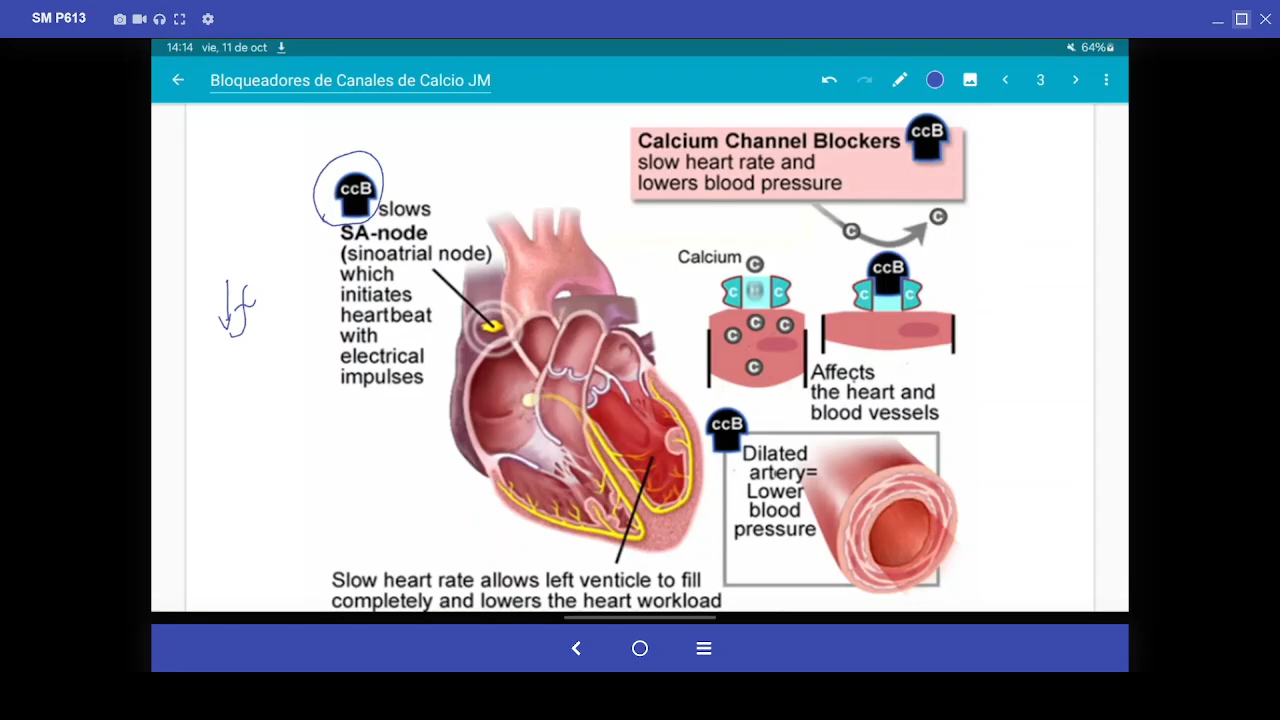 SM P613
14:14 vie, 11 de oct
64%
Bloqueadores de Canales de Calcio JM
3
ccB
Calcium Channel Blockers
slow heart rate and
lowers blood pressure
ccB
slows
SA-node
(sinoatrial node)
which
initiates
heartbeat
with
electrical
impulses
↓f
C
C
Calcium C
ccB
C
C
C
C
C
C
C
C
Affects
the heart and
blood vessels
ccB
Dilated
artery=
Lower
blood
pressure
Slow heart rate allows left venticle to fill
completely and lowers the heart workload